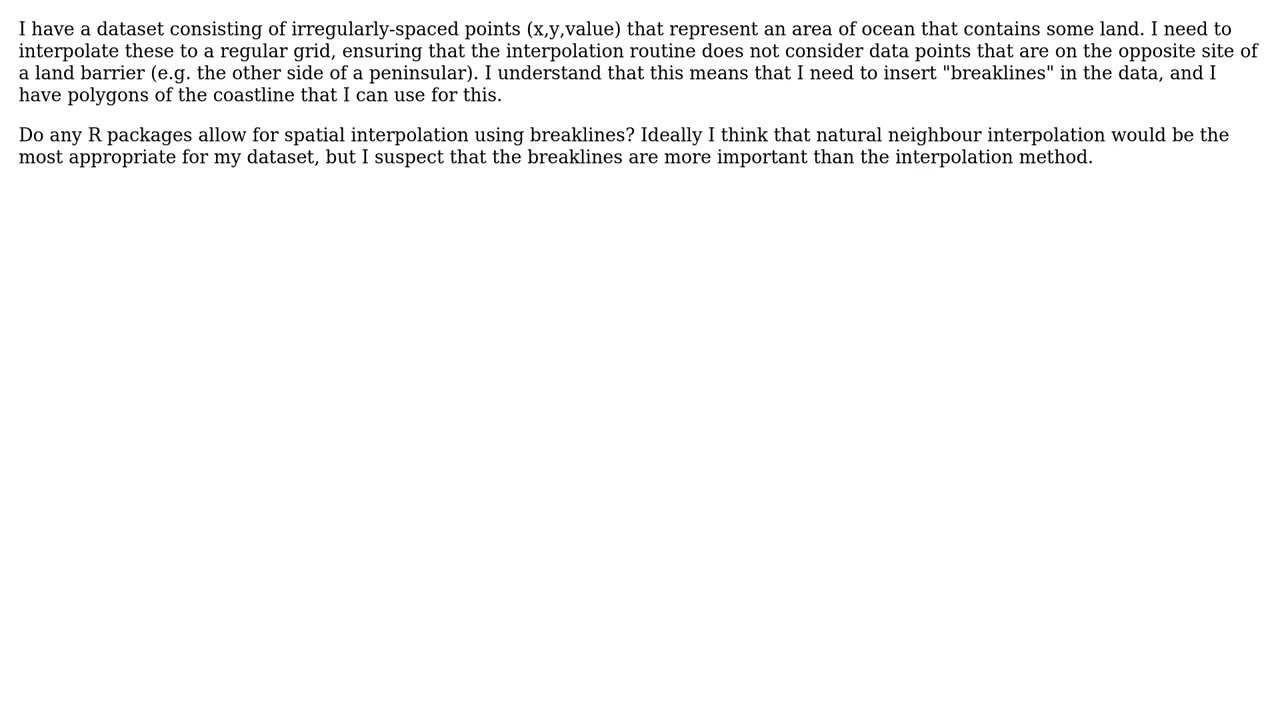 I have a dataset consisting of irregularly-spaced points (x,y,value) that represent an area of ocean that contains some land. I need to
interpolate these to a regular grid, ensuring that the interpolation routine does not consider data points that are on the opposite site of
a land barrier (e.g. the other side of a peninsular). I understand that this means that I need to insert "breaklines" in the data, and I
have polygons of the coastline that I can use for this.
Do any R packages allow for spatial interpolation using breaklines? Ideally I think that natural neighbour interpolation would be the
most appropriate for my dataset, but I suspect that the breaklines are more important than the interpolation method.